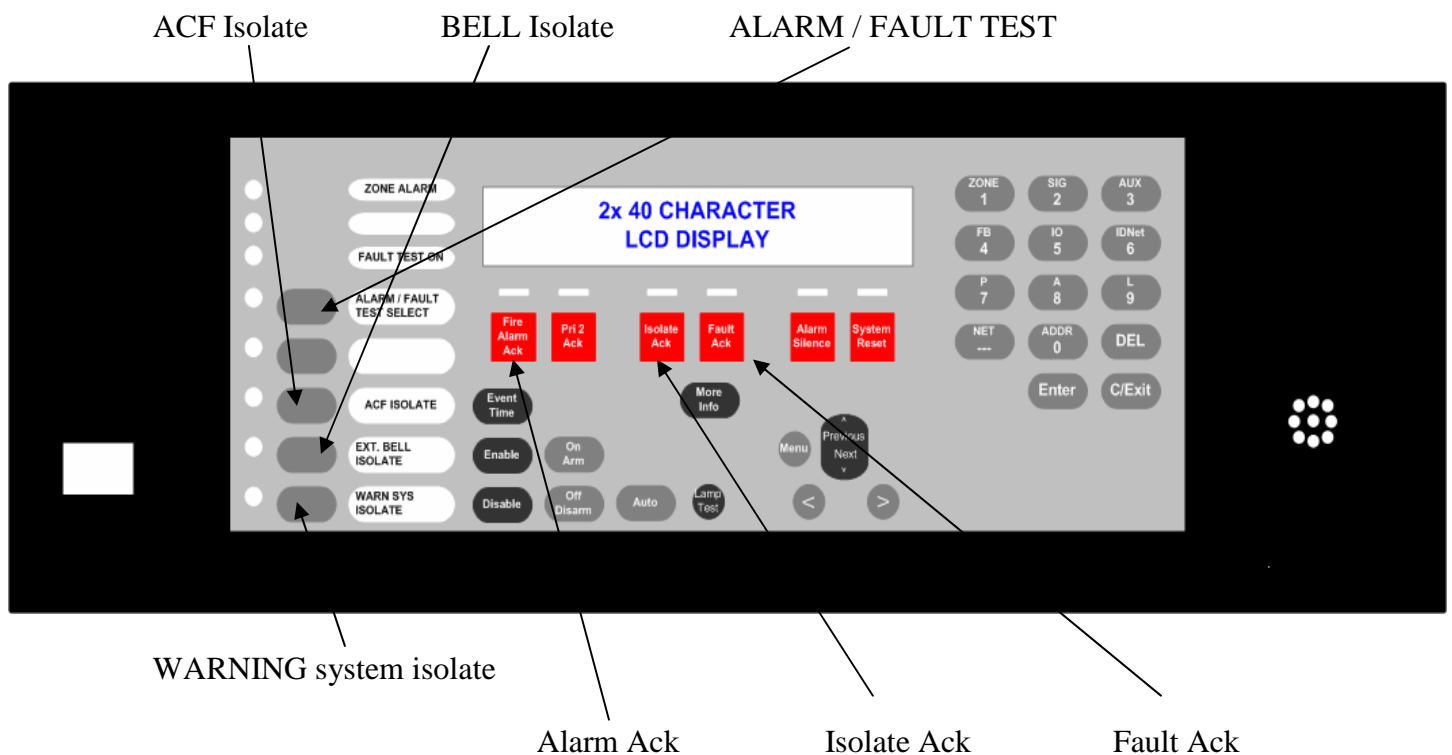 ACF Isolate
BELL Isolate
ALARM / FAULT TEST
ZONE ALARM
FAULT TEST ON
ALARM / FAULT
TEST SELECT
ACF ISOLATE
EXT. BELL
ISOLATE
WARN SYS
ISOLATE
2x 40 CHARACTER
LCD DISPLAY
Fire
Alarm
Ack
Pri 2
Ack
Isolate
Ack
Fault
Ack
Alarm
Silence
System
Reset
Event
Time
More
Info
Enable
On
Arm
Menu
^
Previous
Next
v
Disable
Off
Disarm
Auto
Lamp
Test
<
>
ZONE
1
SIG
2
AUX
3
FB
4
IO
5
IDNet
6
P
7
A
8
L
9
NET
---
ADDR
0
DEL
Enter
C/Exit
WARNING system isolate
Alarm Ack
Isolate Ack
Fault Ack